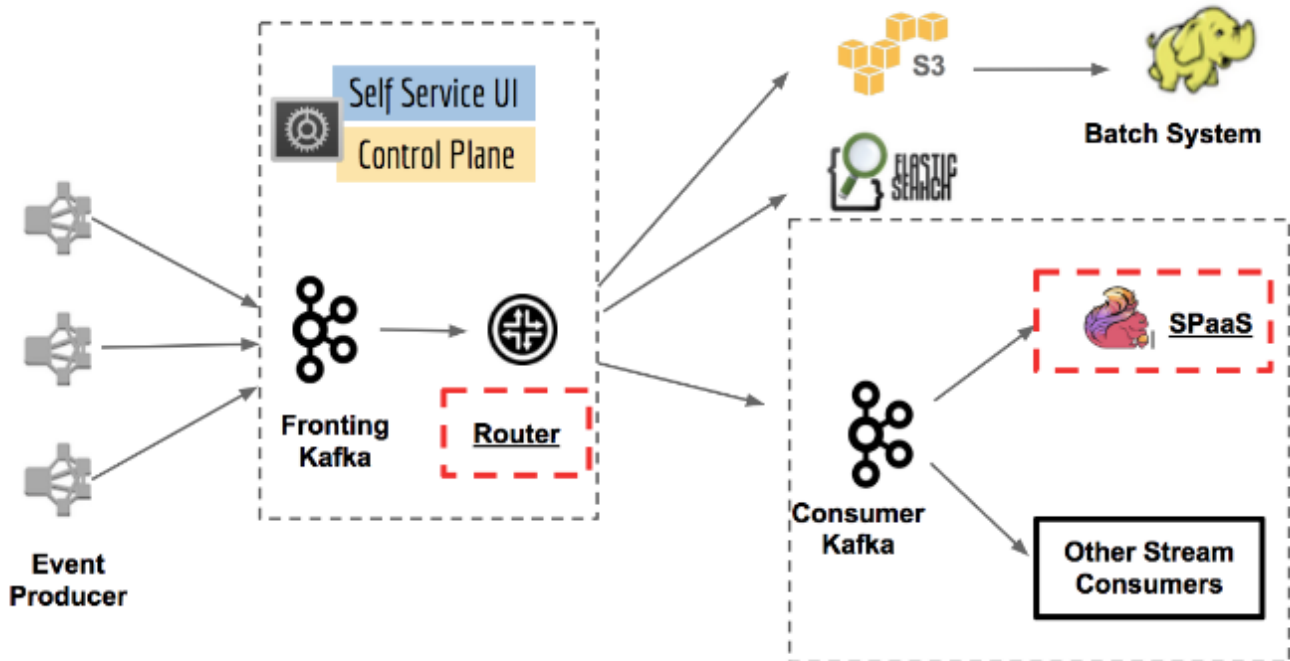 Self Service UI
Control Plane
S3
Batch System
ELASTIC
SEARCH
Fronting
Kafka
Router
SPaaS
Consumer
Kafka
Other Stream
Consumers
Event
Producer